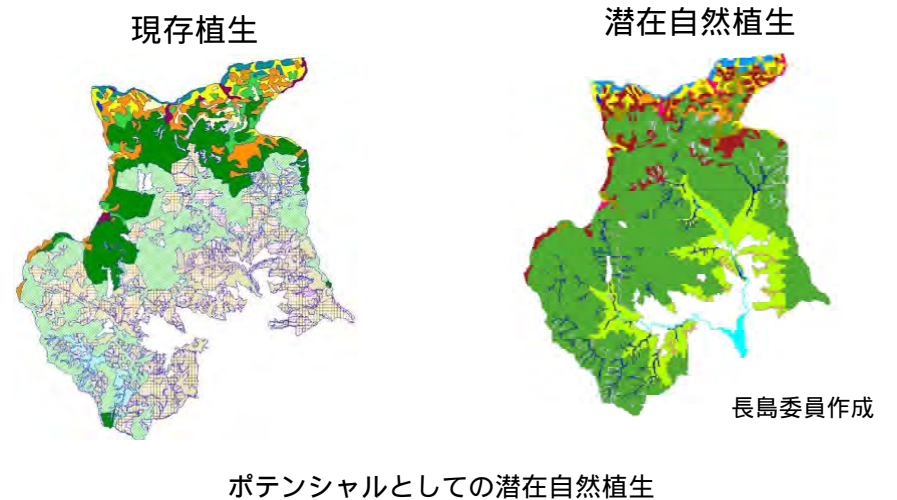 現存植生
潜在自然植生
長島委員作成
ポテンシャルとしての潜在自然植生